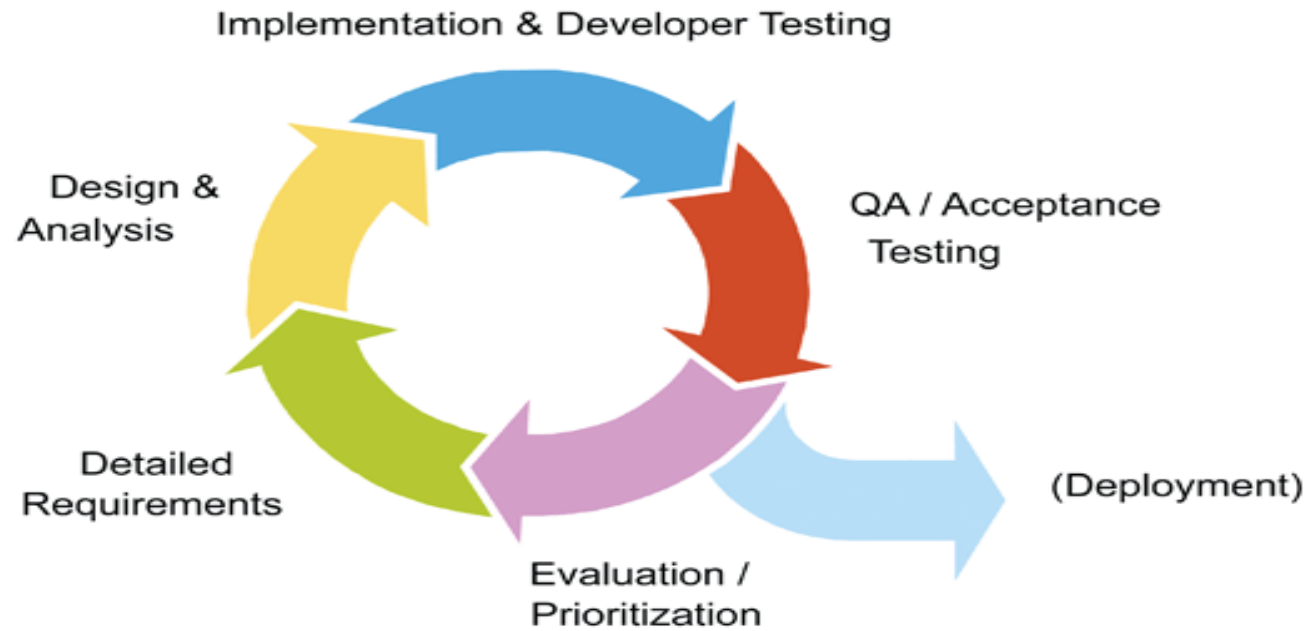 Implementation & Developer Testing
Design &
Analysis
QA / Acceptance
Testing
Detailed
Requirements
(Deployment)
Evaluation /
Prioritization